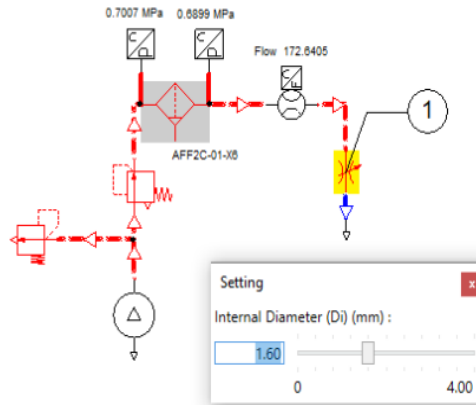 0.7007 MPa
0.6899 MPa
C
P
C
P
Flow 172.6405
C
F
1
AFF2C-01-X6
Setting
x
Internal Diameter (Di) (mm) :
1.60
0
4.00